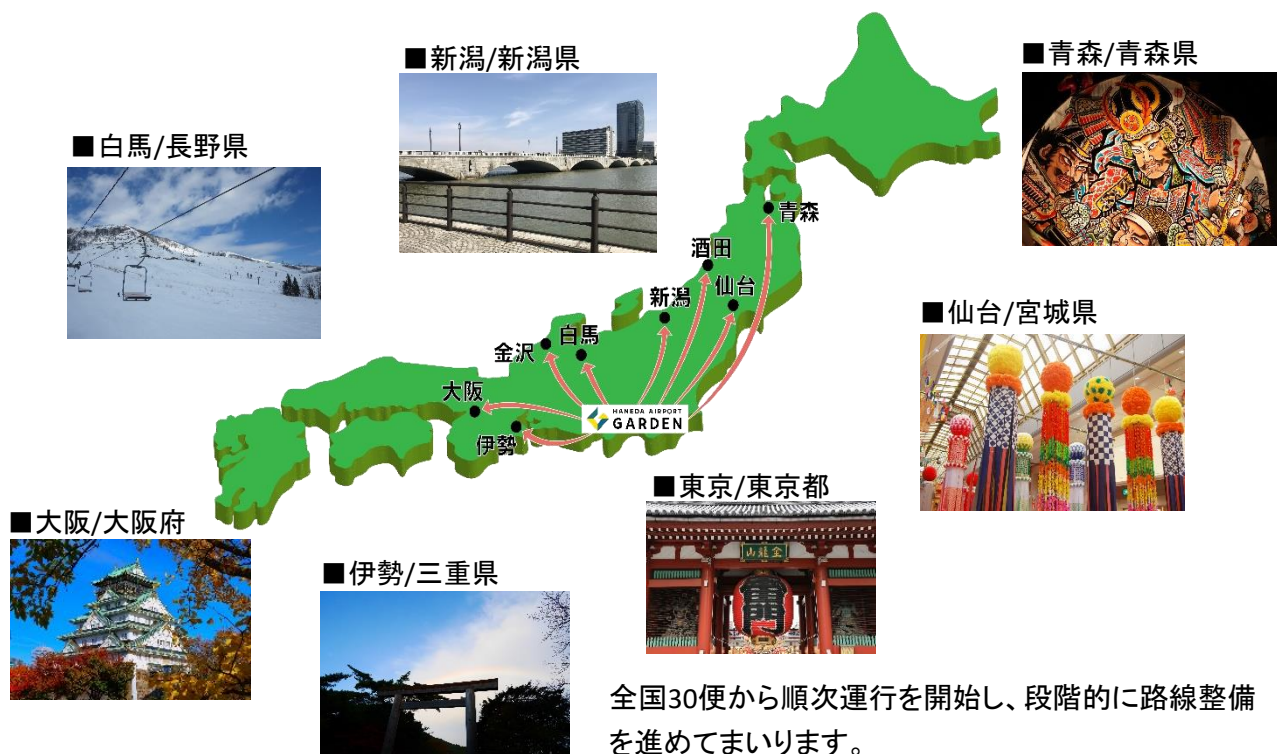 ■新潟/新潟県
■青森/青森県
■白馬/長野県
青森
酒田
仙台
新潟
白馬
金沢
大阪
HANEDA AIRPORT
GARDEN
伊勢
■仙台/宮城県
■東京/東京都
金龍山
■大阪/大阪府
■伊勢/三重県
全国30便から順次運行を開始し、段階的に路線整備
を進めてまいります。